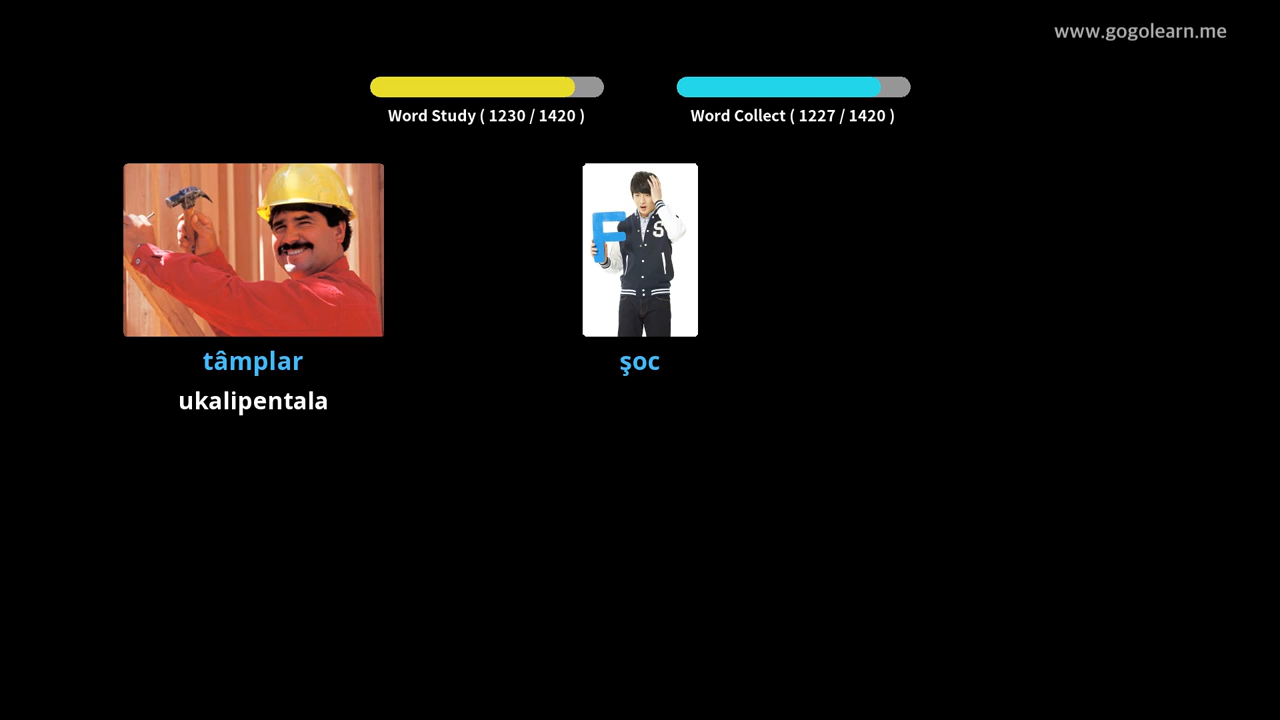 www.gogolearn.me
Word Study ( 1230 / 1420 )
Word Collect ( 1227 / 1420 )
F
S
tâmplar
şoc
ukalipentala